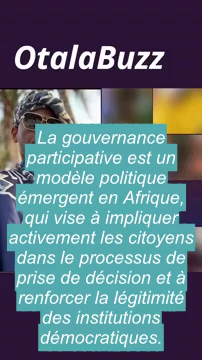 OtalaBuzz
La gouvernance
participative est un
modèle politique
émergent en Afrique,
qui vise à impliquer
activement les citoyens
dans le processus de
prise de décision et à
renforcer la légitimité
des institutions
démocratiques.